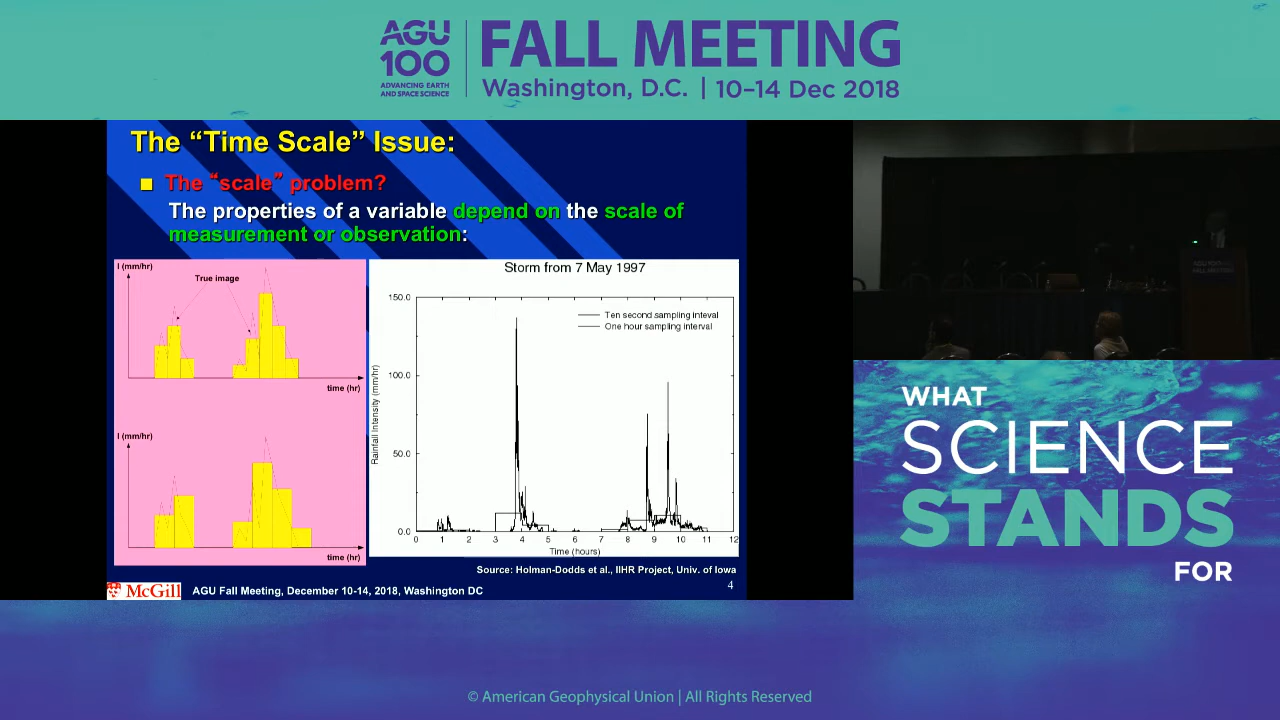 AGU
100
ADVANCING EARTH
AND SPACE SCIENCE
FALL MEETING
Washington, D.C. | 10–14 Dec 2018
The “Time Scale” Issue:
The “scale” problem?
The properties of a variable depend on the scale of
measurement or observation:
I (mm/hr)
True image
time (hr)
I (mm/hr)
time (hr)
Storm from 7 May 1997
Ten second sampling inteval
One hour sampling interval
Rainfall Intensity (mm/hr)
150.0
100.0
50.0
0.0
0 1 2 3 4 5 6 7 8 9 10 11 12
Time (hours)
Source: Holman-Dodds et al., IIHR Project, Univ. of Iowa
McGill
AGU Fall Meeting, December 10-14, 2018, Washington DC
4
AGU 100
FALL MEETING
WHAT
SCIENCE
STANDS
FOR
© American Geophysical Union | All Rights Reserved